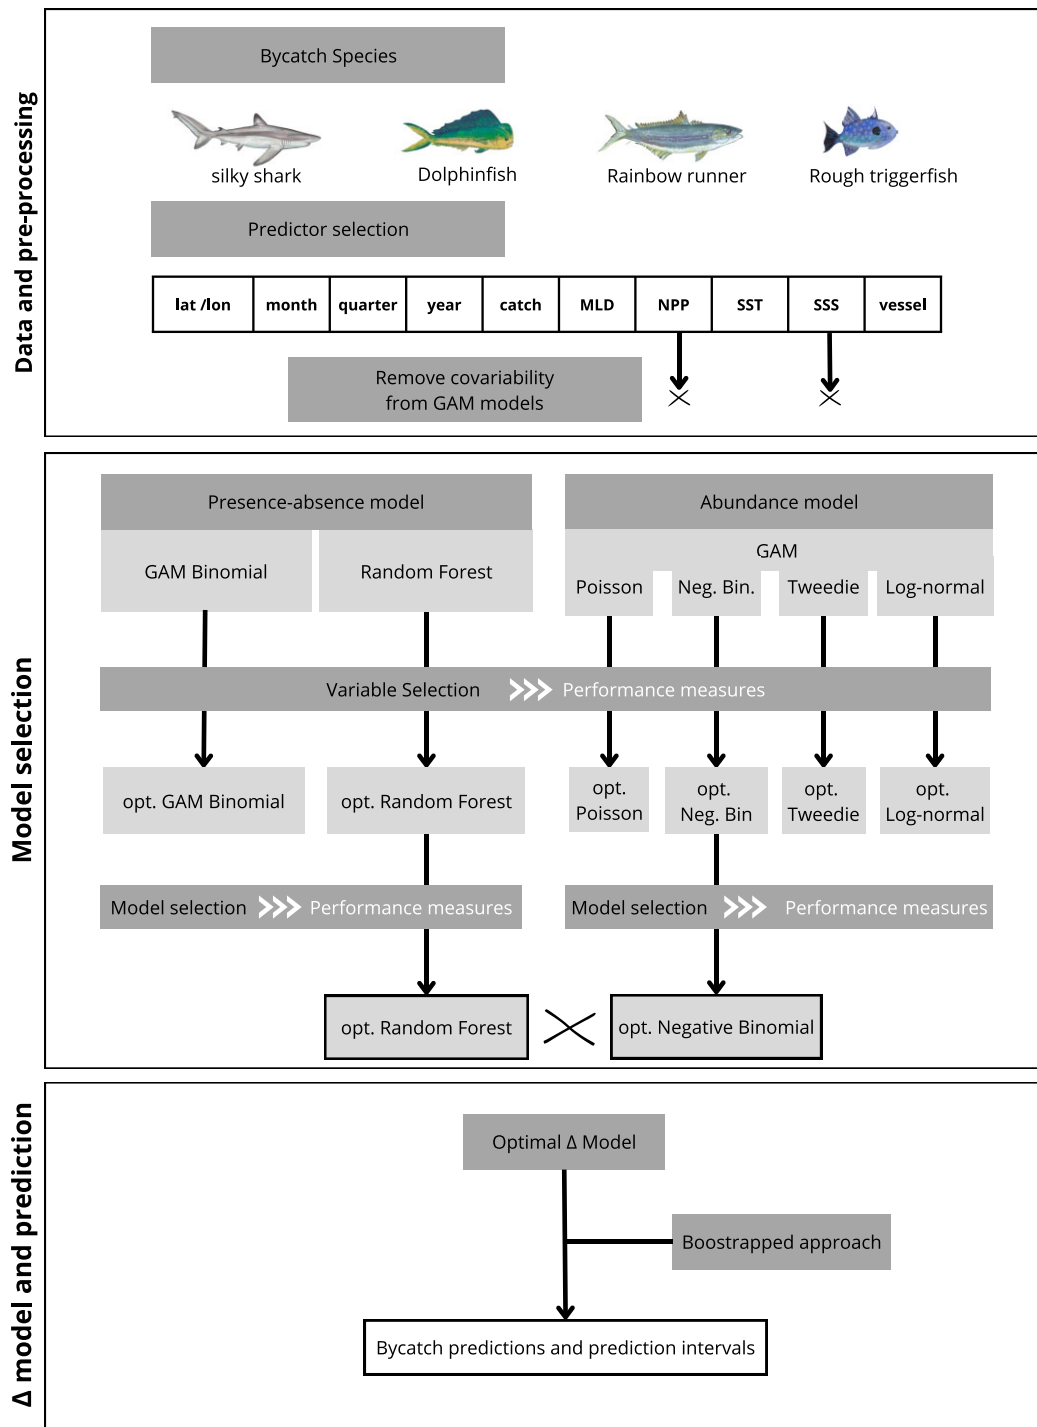 Data and pre-processing
Bycatch Species
silky shark
Dolphinfish
Rainbow runner
Rough triggerfish
Predictor selection
lat /lon month quarter year catch MLD NPP SST SSS vessel
Remove covariability
from GAM models
Model selection
Presence-absence model
Abundance model
GAM Binomial
Random Forest
GAM
Poisson
Neg. Bin.
Tweedie
Log-normal
Variable Selection Performance measures
opt. GAM Binomial
opt. Random Forest
opt.
Poisson
opt.
Neg. Bin
opt.
Tweedie
opt.
Log-normal
Model selection Performance measures
Model selection Performance measures
opt. Random Forest
opt. Negative Binomial
Δ model and prediction
Optimal Δ Model
Boostrapped approach
Bycatch predictions and prediction intervals